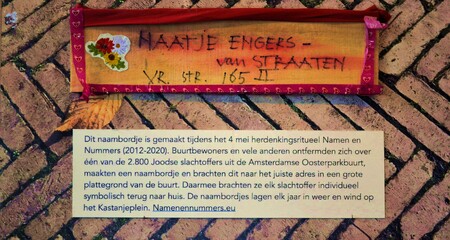 NAATJE ENGERS -
van STRAATEN
VR. STR. 165 II
Dit naambordje is gemaakt tijdens het 4 mei herdenkingsritueel Namen en
Nummers (2012-2020). Buurtbewoners en vele anderen ontfermden zich over
één van de 2.800 Joodse slachtoffers uit de Amsterdamse Oosterparkbuurt,
maakten een naambordje en brachten dit naar het juiste adres in een grote
plattegrond van de buurt. Daarmee brachten ze elk slachtoffer individueel
symbolisch terug naar huis. De naambordjes lagen elk jaar in weer en wind op
het Kastanjeplein. Namenennummers.eu